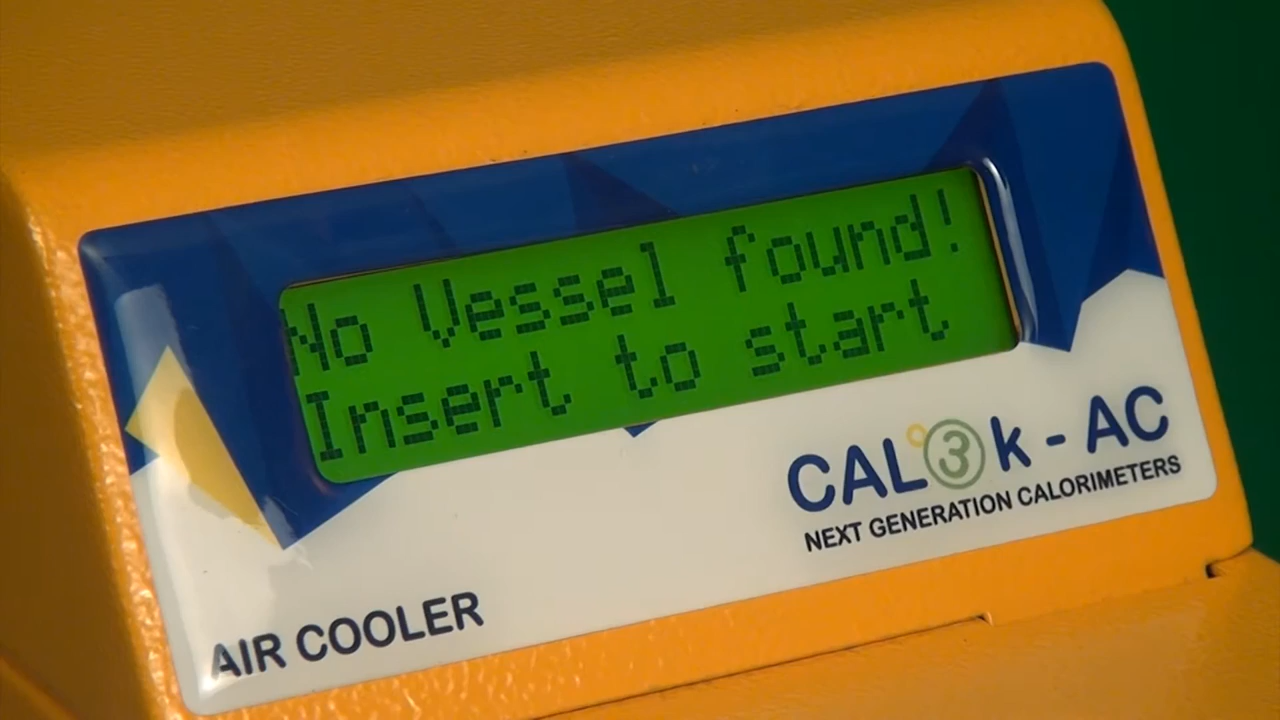 No Vessel found!
Insert to start
CAL3k - AC
NEXT GENERATION CALORIMETERS
AIR COOLER